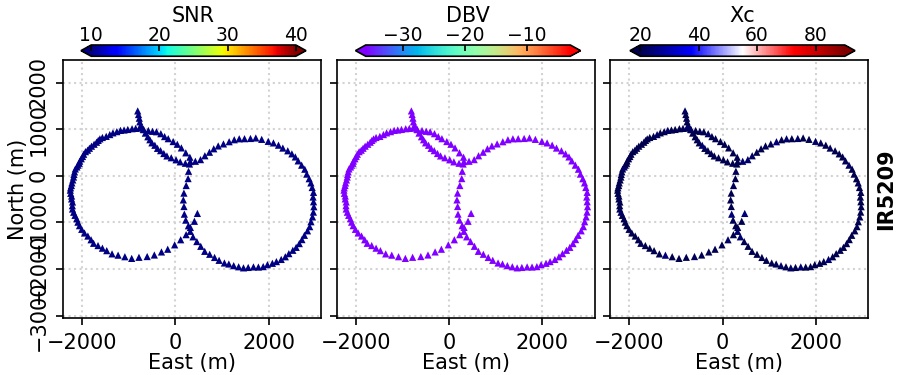 SNR DBV Xc
10 20 30 40 −30 −20 −10 20 40 60 80
North (m)
2000
1000
0
−1000
−2000
−3000
−2000 0 2000 −2000 0 2000 −2000 0 2000
East (m) East (m) East (m)
IR5209